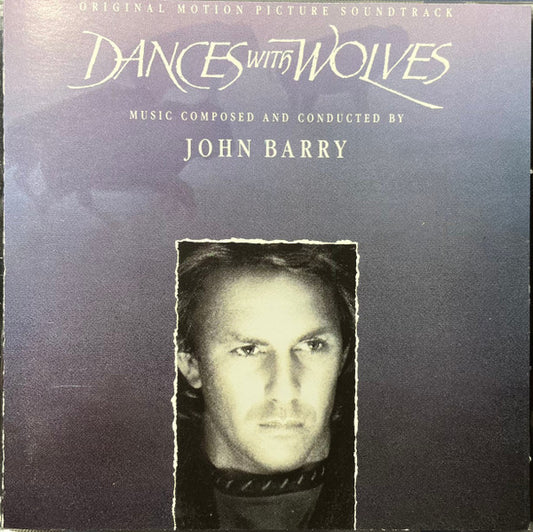 ORIGINAL MOTION PICTURE SOUNDTRACK
DANCES WITH WOLVES
MUSIC COMPOSED AND CONDUCTED BY
JOHN BARRY